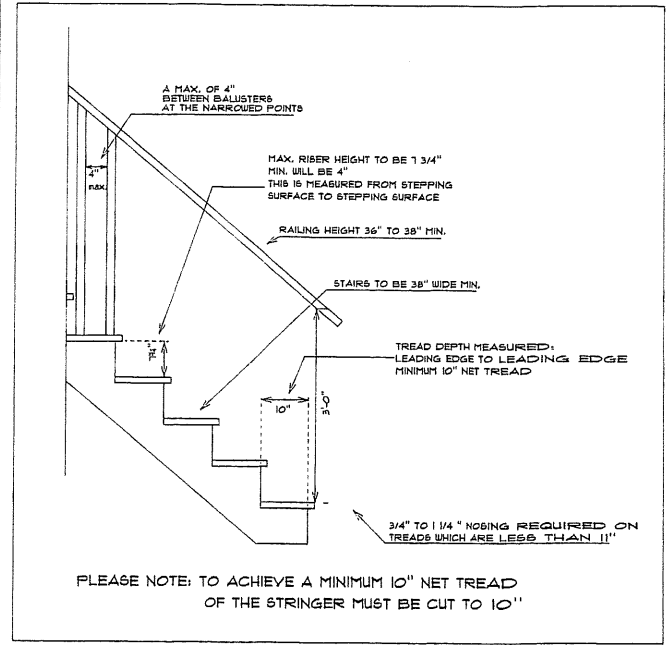 A MAX. OF 4"
BETWEEN BALUSTERS
AT THE NARROWED POINTS
4"
max.
MAX. RISER HEIGHT TO BE 7 3/4"
MIN. WILL BE 4"
THIS IS MEASURED FROM STEPPING
SURFACE TO STEPPING SURFACE
RAILING HEIGHT 36" TO 38" MIN.
STAIRS TO BE 38" WIDE MIN.
7 3/4"
TREAD DEPTH MEASURED:
LEADING EDGE TO LEADING EDGE
MINIMUM 10" NET TREAD
10"
3'-0"
3/4" TO 1 1/4" NOSING REQUIRED ON
TREADS WHICH ARE LESS THAN 11"
PLEASE NOTE: TO ACHIEVE A MINIMUM 10" NET TREAD
OF THE STRINGER MUST BE CUT TO 10"